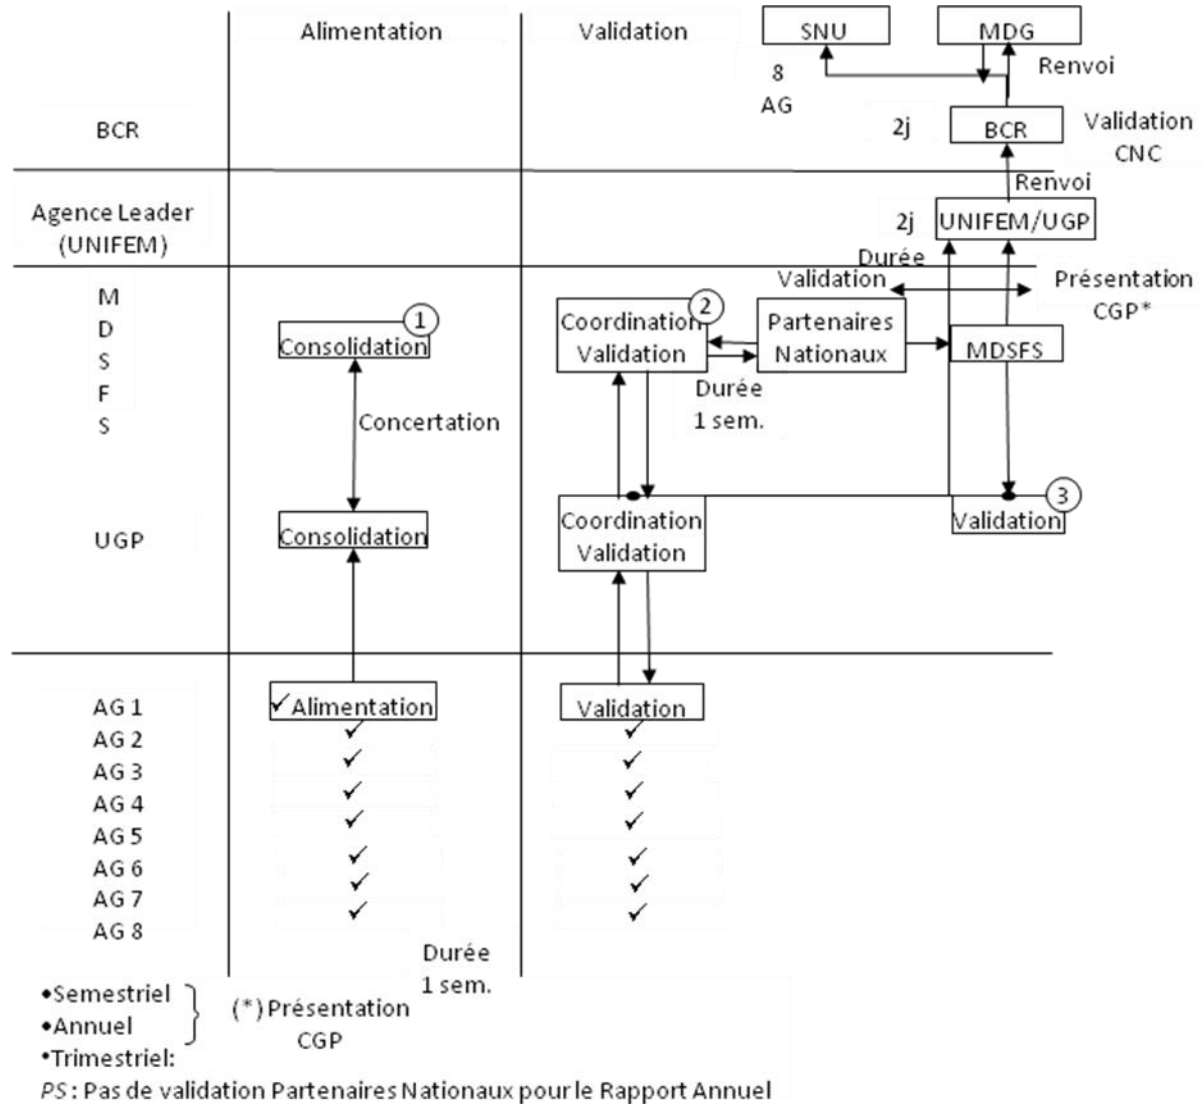 Alimentation
Validation
SNU
MDG
8
AG
Renvoi
BCR
2j
BCR
Validation
CNC
Renvoi
Agence Leader
(UNIFEM)
2j
UNIFEM/UGP
Durée
Validation
Présentation
CGP*
M
D
S
F
S
1
Consolidation
2
Coordination
Validation
Partenaires
Nationaux
MDSFS
Durée
1 sem.
Concertation
UGP
Consolidation
Coordination
Validation
3
Validation
AG 1
✓Alimentation
Validation
AG 2
✓ ✓
AG 3
✓ ✓
AG 4
✓ ✓
AG 5
✓ ✓
AG 6
✓ ✓
AG 7
✓ ✓
AG 8
✓ ✓
Durée
1 sem.
•Semestriel
•Annuel
(*) Présentation
CGP
•Trimestriel:
PS : Pas de validation Partenaires Nationaux pour le Rapport Annuel